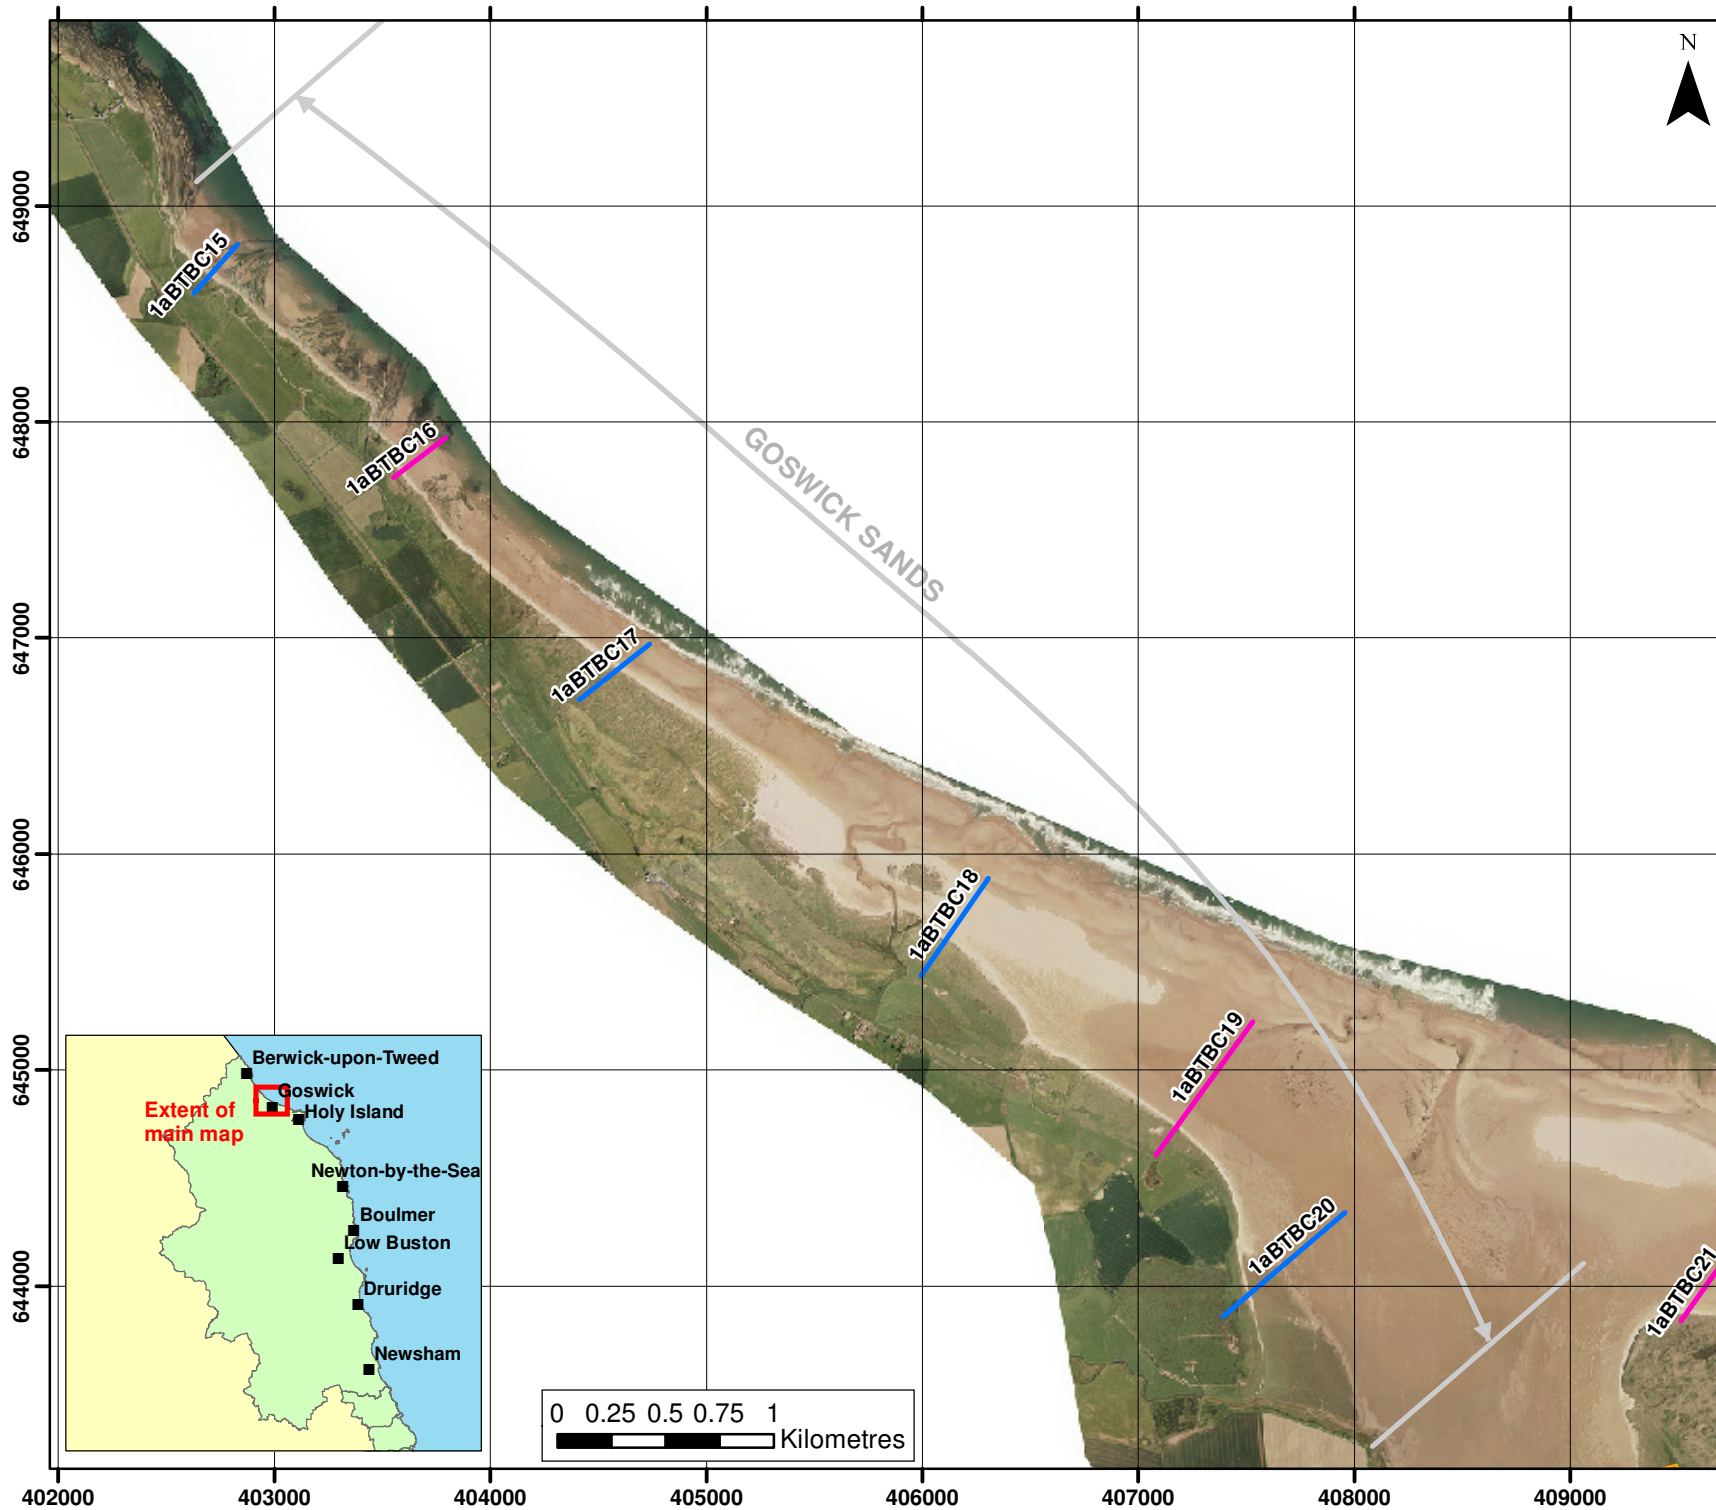 N
649000
648000
647000
646000
645000
644000
1aBTBC15
1aBTBC16
1aBTBC17
1aBTBC18
1aBTBC19
1aBTBC20
1aBTBC21
GOSWICK SANDS
Berwick-upon-Tweed
Goswick
Holy Island
Extent of
main map
Newton-by-the-Sea
Boulmer
Low Buston
Druridge
Newsham
0 0.25 0.5 0.75 1
Kilometres
402000 403000 404000 405000 406000 407000 408000 409000